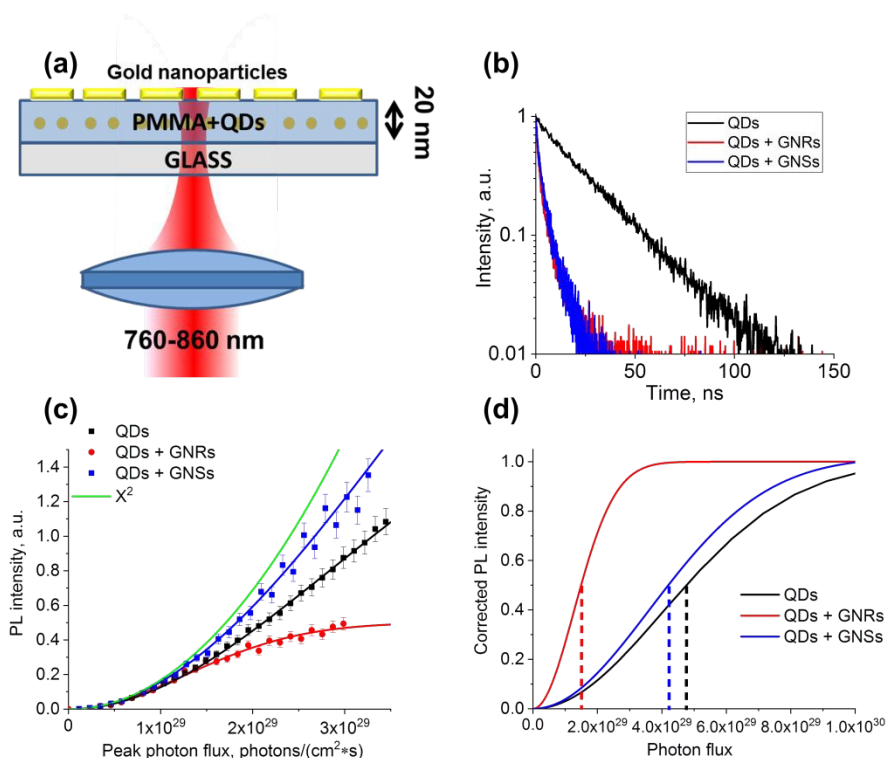 (a)
Gold nanoparticles
PMMA+QDs
GLASS
20 nm
760-860 nm
(b)
QDs
QDs + GNRs
QDs + GNSs
1
0.1
0.01
Intensity, a.u.
0 50 100 150
Time, ns
(c)
QDs
QDs + GNRs
QDs + GNSs
X²
1.4
1.2
1.0
0.8
0.6
0.4
0.2
0.0
PL intensity, a.u.
0 1x10²⁹ 2x10²⁹ 3x10²⁹
Peak photon flux, photons/(cm²*s)
(d)
1.0
0.8
0.6
0.4
0.2
0.0
Corrected PL intensity
QDs
QDs + GNRs
QDs + GNSs
0.0 2.0x10²⁹ 4.0x10²⁹ 6.0x10²⁹ 8.0x10²⁹ 1.0x10³⁰
Photon flux